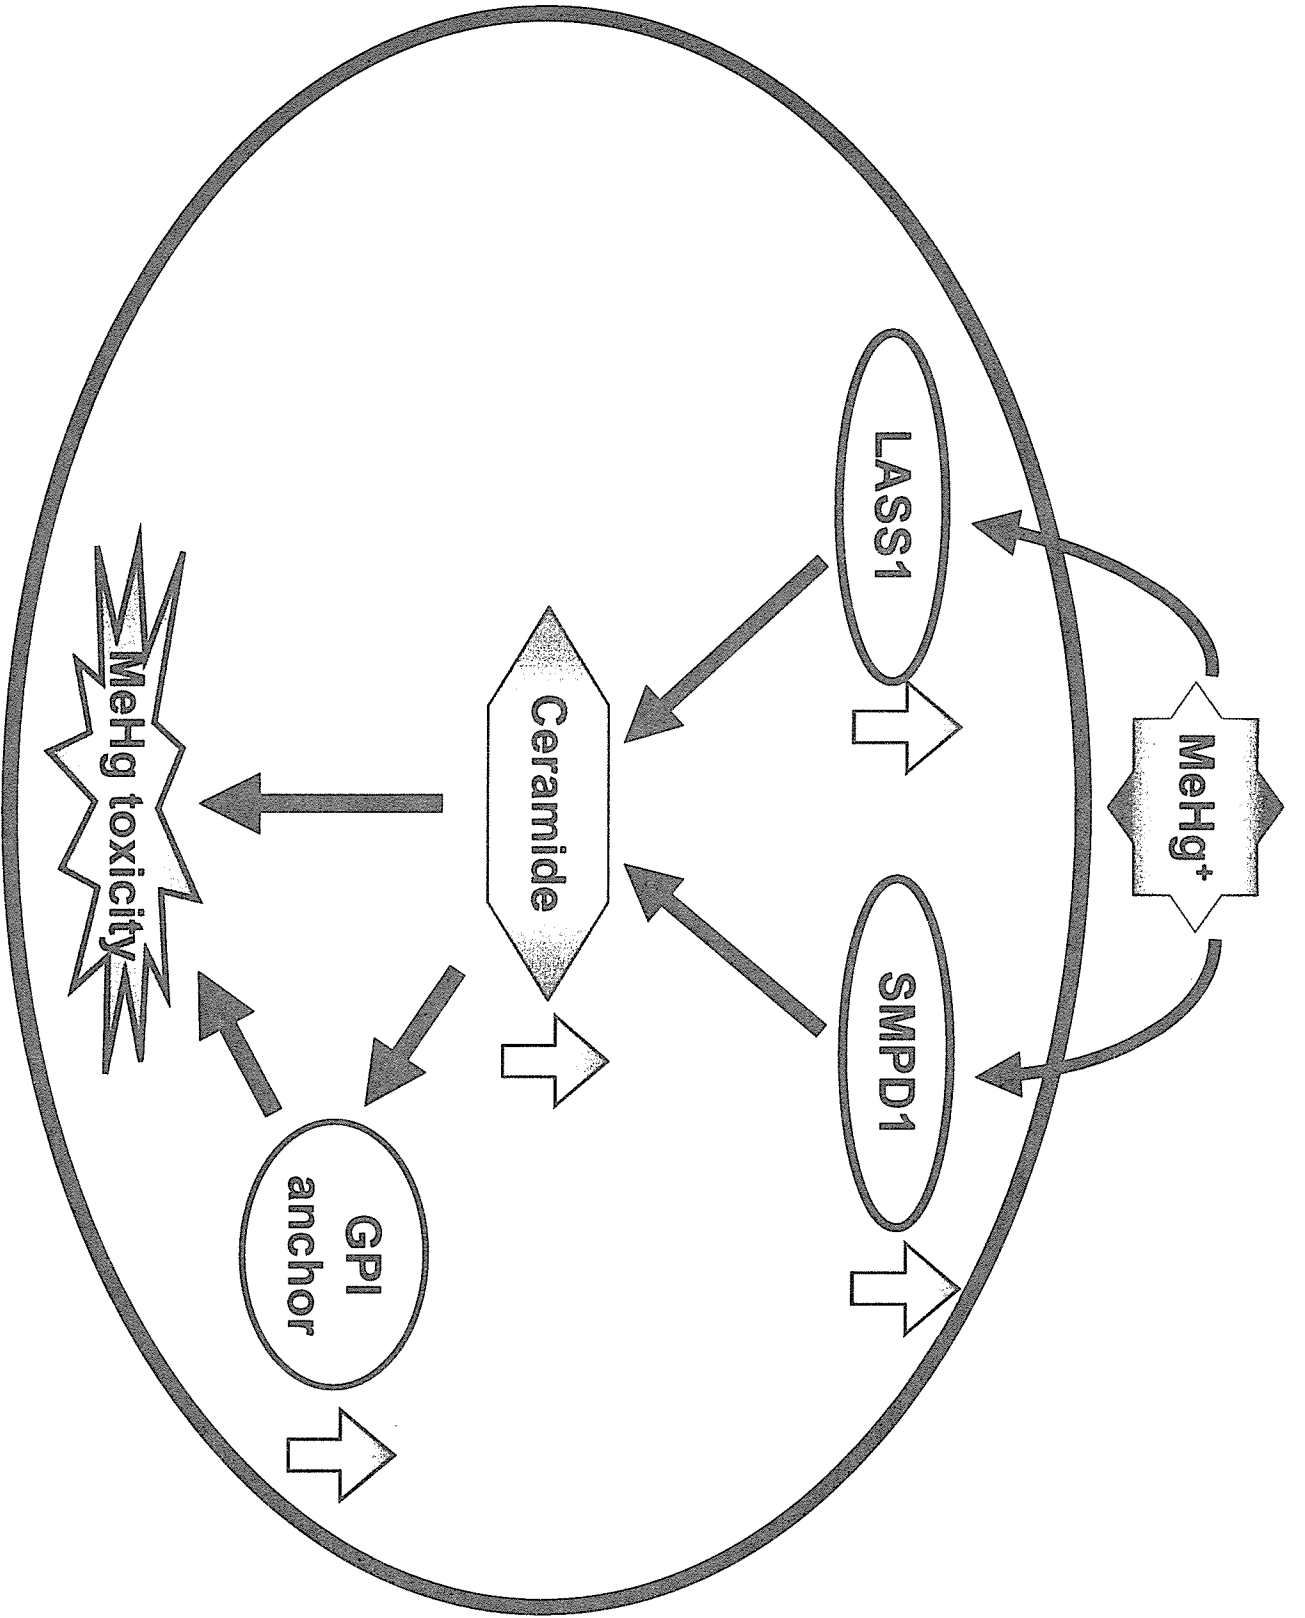 MeHg⁺
LASS1
SMPD1
Ceramide
GPI
anchor
MeHg toxicity